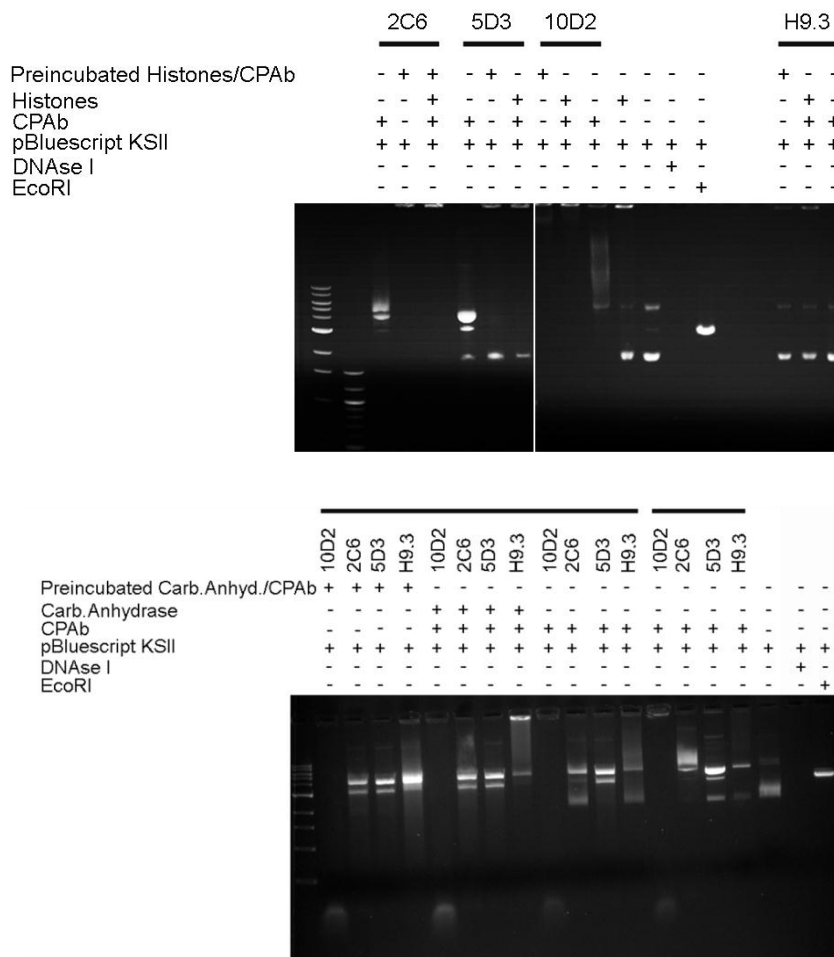 2C6 5D3 10D2 H9.3
Preincubated Histones/CPAb - + + - + - + - - - - - - + - -
Histones - - + - - + - + - + - - - - + -
CPAb + - + + - + - + + - - - - - + +
pBluescript KSII + + + + + + + + + + + + + + + +
DNAse I - - - - - - - - - - - + - - - -
EcoRI - - - - - - - - - - - - + - - -
10D2 2C6 5D3 H9.3 10D2 2C6 5D3 H9.3 10D2 2C6 5D3 H9.3 10D2 2C6 5D3 H9.3
Preincubated Carb.Anhyd./CPAb + + + + - - - - - - - - - - - - - - -
Carb.Anhydrase - - - - + + + + - - - - - - - - - - -
CPAb - - - - + + + + + + + + + + + + - - -
pBluescript KSII + + + + + + + + + + + + + + + + + + +
DNAse I - - - - - - - - - - - - - - - - - + -
EcoRI - - - - - - - - - - - - - - - - - - +